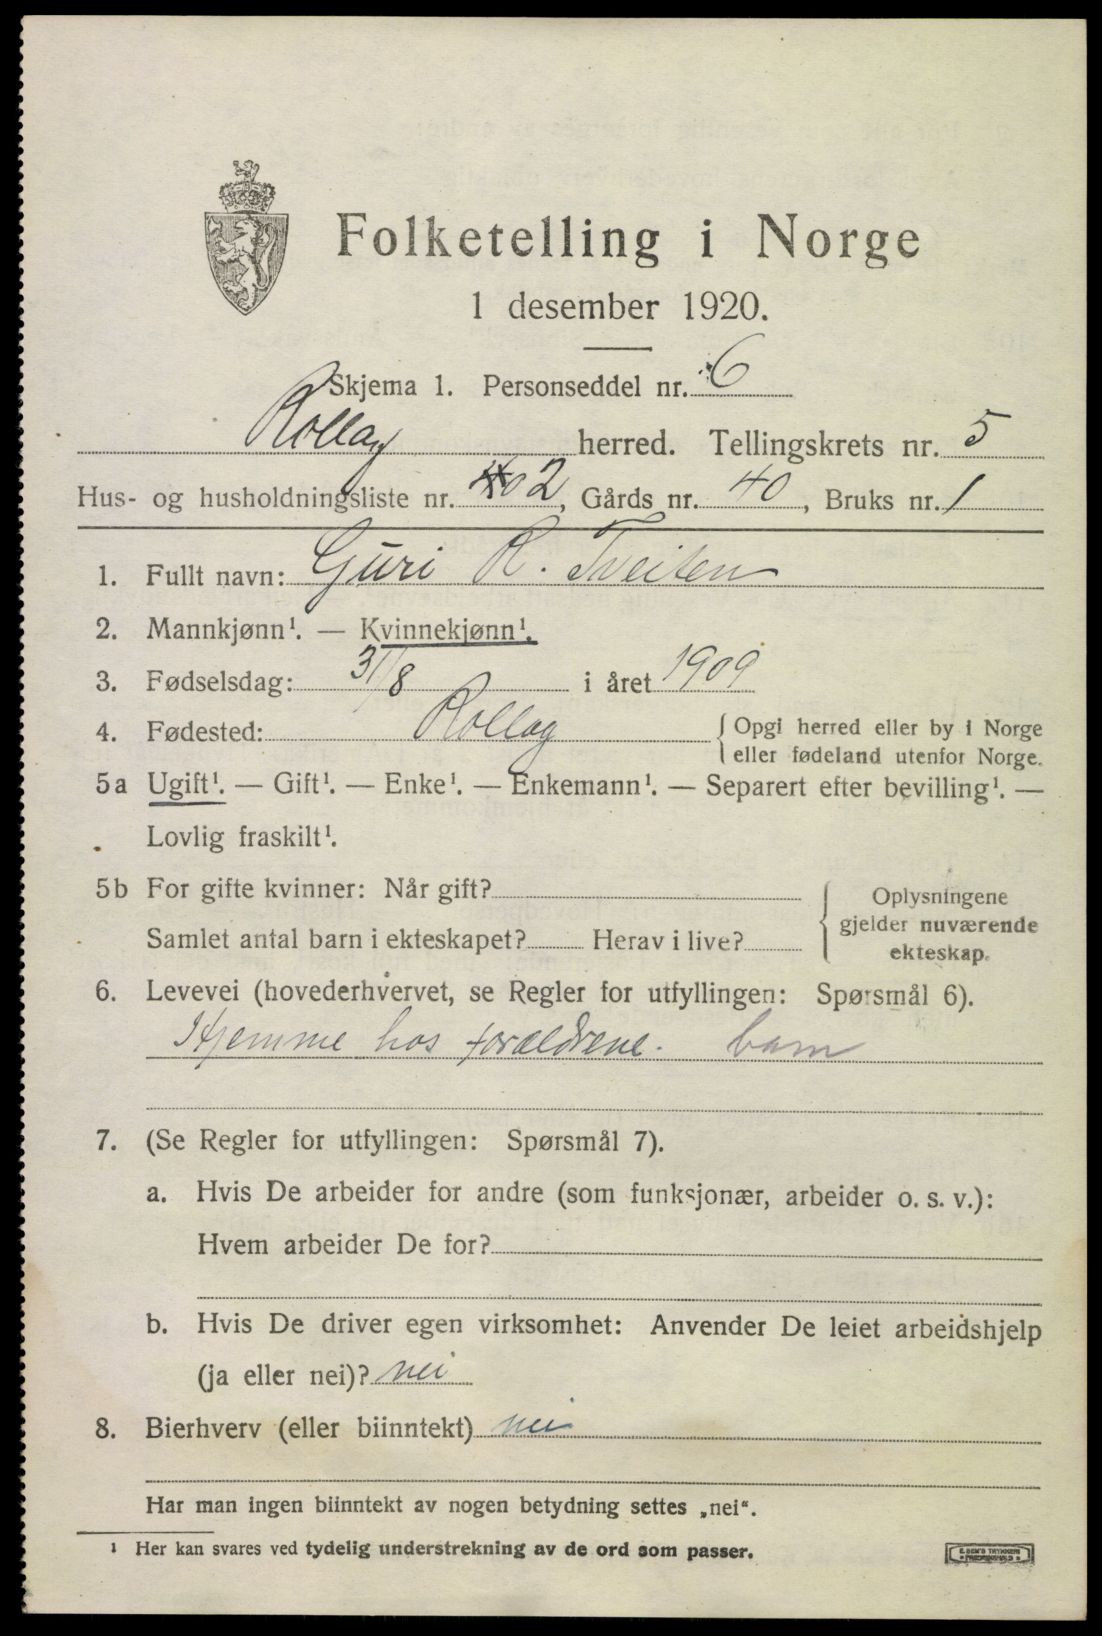 Folketelling i Norge
1 desember 1920.
Skjema 1. Personseddel nr. 6
Rollag herred. Tellingskrets nr. 5
Hus- og husholdningsliste nr. 2, Gårds nr. 40, Bruks nr. 1
1. Fullt navn: Guri R. Tveiten
2. Mannkjønn¹. — Kvinnekjønn¹.
3. Fødselsdag: 31/8 i året 1909
4. Fødested: Rollag { Opgi herred eller by i Norge
eller fødeland utenfor Norge.
5a Ugift¹. — Gift¹. — Enke¹. — Enkemann¹. — Separert efter bevilling¹. —
Lovlig fraskilt¹.
5b For gifte kvinner: Når gift? { Oplysningene
gjelder nuværende
Samlet antal barn i ekteskapet? Herav i live?
ekteskap.
6. Levevei (hovederhvervet, se Regler for utfyllingen: Spørsmål 6).
Hjemme hos forældrene. barn
7. (Se Regler for utfyllingen: Spørsmål 7).
a. Hvis De arbeider for andre (som funksjonær, arbeider o. s. v.):
Hvem arbeider De for?
b. Hvis De driver egen virksomhet: Anvender De leiet arbeidshjelp
(ja eller nei)? nei
8. Bierhverv (eller biinntekt) nei
Har man ingen biinntekt av nogen betydning settes „nei“.
¹ Her kan svares ved tydelig understrekning av de ord som passer.